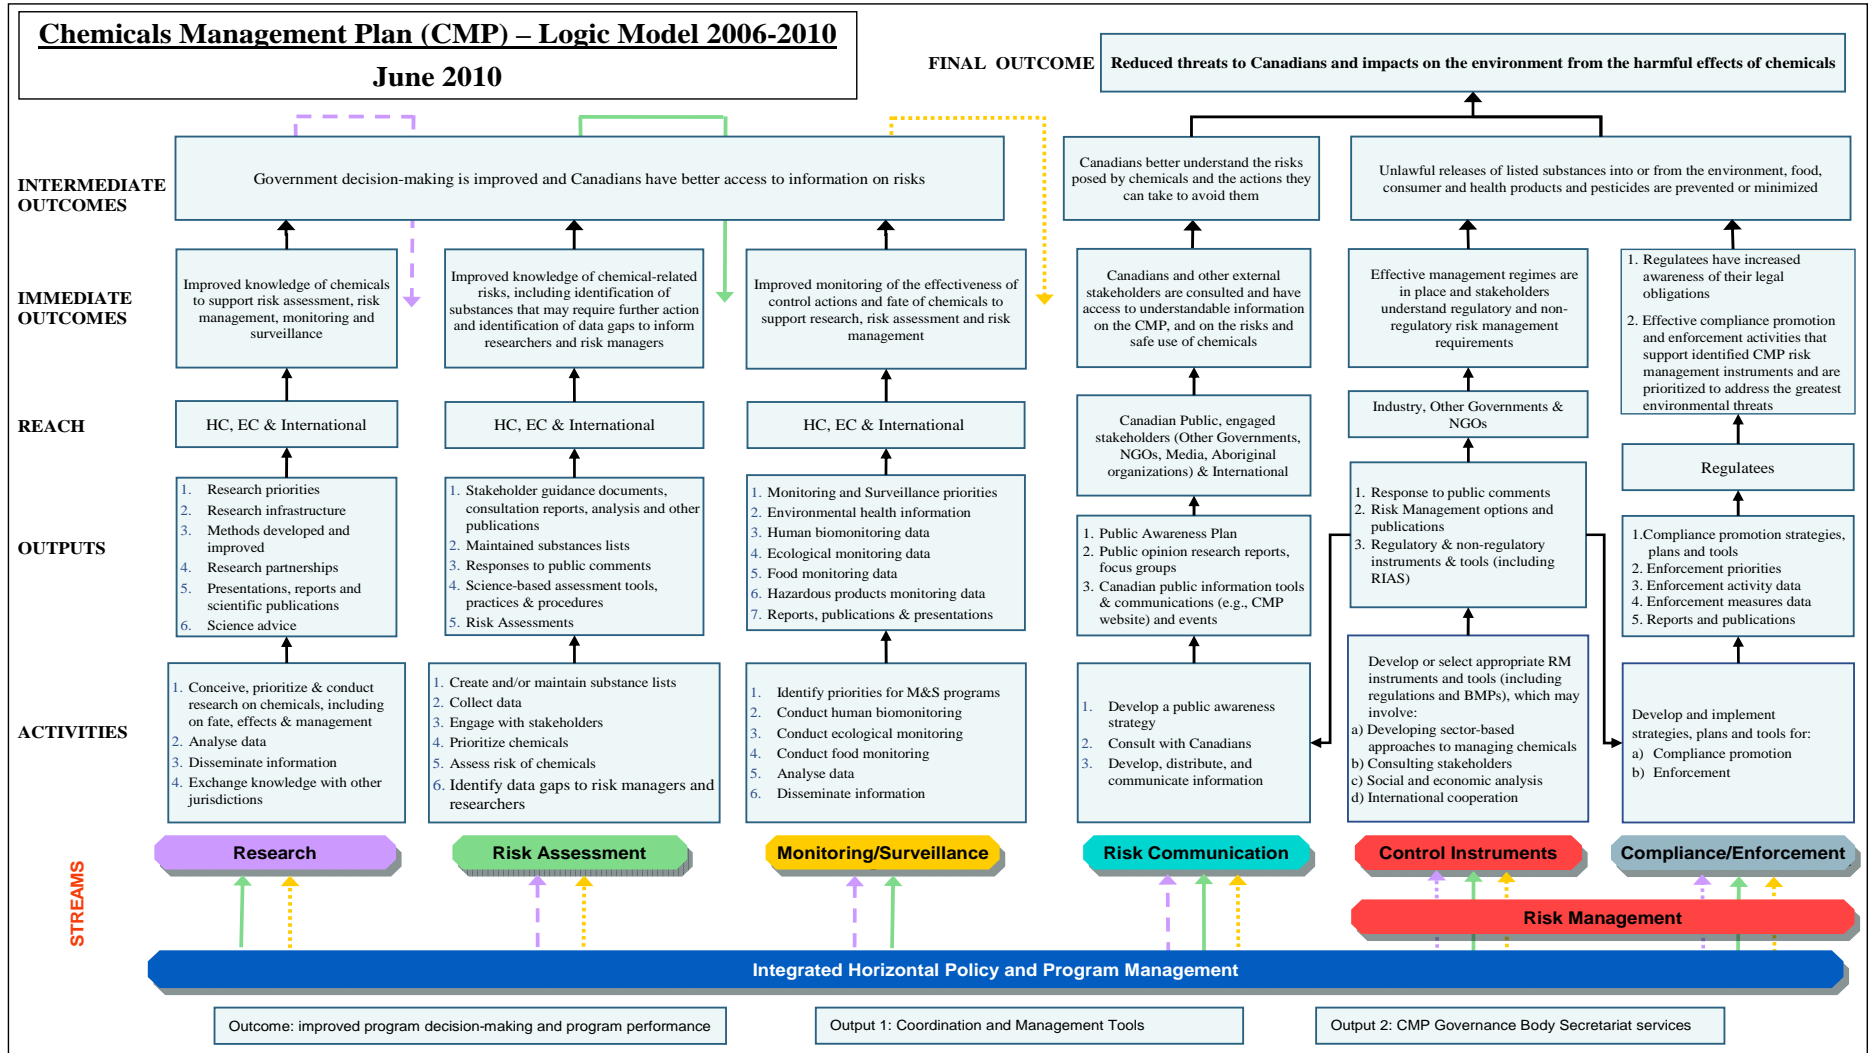 Chemicals Management Plan (CMP) – Logic Model 2006-2010
June 2010
FINAL OUTCOME
Reduced threats to Canadians and impacts on the environment from the harmful effects of chemicals
INTERMEDIATE
OUTCOMES
Government decision-making is improved and Canadians have better access to information on risks
Canadians better understand the risks
posed by chemicals and the actions they
can take to avoid them
Unlawful releases of listed substances into or from the environment, food,
consumer and health products and pesticides are prevented or minimized
IMMEDIATE
OUTCOMES
Improved knowledge of chemicals
to support risk assessment, risk
management, monitoring and
surveillance
Improved knowledge of chemical-related
risks, including identification of
substances that may require further action
and identification of data gaps to inform
researchers and risk managers
Improved monitoring of the effectiveness of
control actions and fate of chemicals to
support research, risk assessment and risk
management
Canadians and other external
stakeholders are consulted and have
access to understandable information
on the CMP, and on the risks and
safe use of chemicals
Effective management regimes are
in place and stakeholders
understand regulatory and non-
regulatory risk management
requirements
1. Regulatees have increased
awareness of their legal
obligations
2. Effective compliance promotion
and enforcement activities that
support identified CMP risk
management instruments and are
prioritized to address the greatest
environmental threats
REACH
HC, EC & International
HC, EC & International
HC, EC & International
Canadian Public, engaged
stakeholders (Other Governments,
NGOs, Media, Aboriginal
organizations) & International
Industry, Other Governments &
NGOs
Regulatees
OUTPUTS
1. Research priorities
2. Research infrastructure
3. Methods developed and
improved
4. Research partnerships
5. Presentations, reports and
scientific publications
6. Science advice
1. Stakeholder guidance documents,
consultation reports, analysis and other
publications
2. Maintained substances lists
3. Responses to public comments
4. Science-based assessment tools,
practices & procedures
5. Risk Assessments
1. Monitoring and Surveillance priorities
2. Environmental health information
3. Human biomonitoring data
4. Ecological monitoring data
5. Food monitoring data
6. Hazardous products monitoring data
7. Reports, publications & presentations
1. Public Awareness Plan
2. Public opinion research reports,
focus groups
3. Canadian public information tools
& communications (e.g., CMP
website) and events
1. Response to public comments
2. Risk Management options and
publications
3. Regulatory & non-regulatory
instruments & tools (including
RIAS)
1.Compliance promotion strategies,
plans and tools
2. Enforcement priorities
3. Enforcement activity data
4. Enforcement measures data
5. Reports and publications
ACTIVITIES
1. Conceive, prioritize & conduct
research on chemicals, including
on fate, effects & management
2. Analyse data
3. Disseminate information
4. Exchange knowledge with other
jurisdictions
1. Create and/or maintain substance lists
2. Collect data
3. Engage with stakeholders
4. Prioritize chemicals
5. Assess risk of chemicals
6. Identify data gaps to risk managers and
researchers
1. Identify priorities for M&S programs
2. Conduct human biomonitoring
3. Conduct ecological monitoring
4. Conduct food monitoring
5. Analyse data
6. Disseminate information
1. Develop a public awareness
strategy
2. Consult with Canadians
3. Develop, distribute, and
communicate information
Develop or select appropriate RM
instruments and tools (including
regulations and BMPs), which may
involve:
a) Developing sector-based
approaches to managing chemicals
b) Consulting stakeholders
c) Social and economic analysis
d) International cooperation
Develop and implement
strategies, plans and tools for:
a) Compliance promotion
b) Enforcement
STREAMS
Research
Risk Assessment
Monitoring/Surveillance
Risk Communication
Control Instruments
Compliance/Enforcement
Risk Management
Integrated Horizontal Policy and Program Management
Outcome: improved program decision-making and program performance
Output 1: Coordination and Management Tools
Output 2: CMP Governance Body Secretariat services